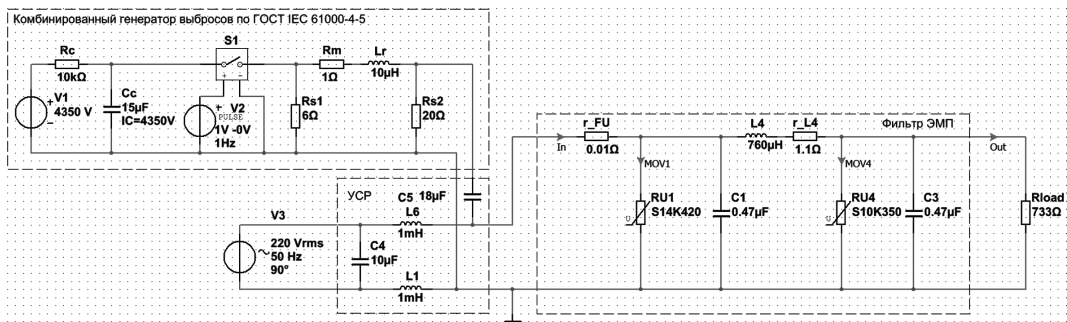 Комбинированный генератор выбросов по ГОСТ IEC 61000-4-5
Rc
10kΩ
V1
4350 V
Cc
15µF
IC=4350V
S1
V2
PULSE
1V -0V
1Hz
Rm
1Ω
Lr
10µH
Rs1
6Ω
Rs2
20Ω
УСР
C5 18µF
L6
1mH
V3
220 Vrms
50 Hz
90°
C4
10µF
L1
1mH
Фильтр ЭМП
In
r_FU
0.01Ω
MOV1
RU1
S14K420
U
C1
0.47µF
L4
760µH
r_L4
1.1Ω
MOV4
RU4
S10K350
U
C3
0.47µF
Out
Rload
733Ω